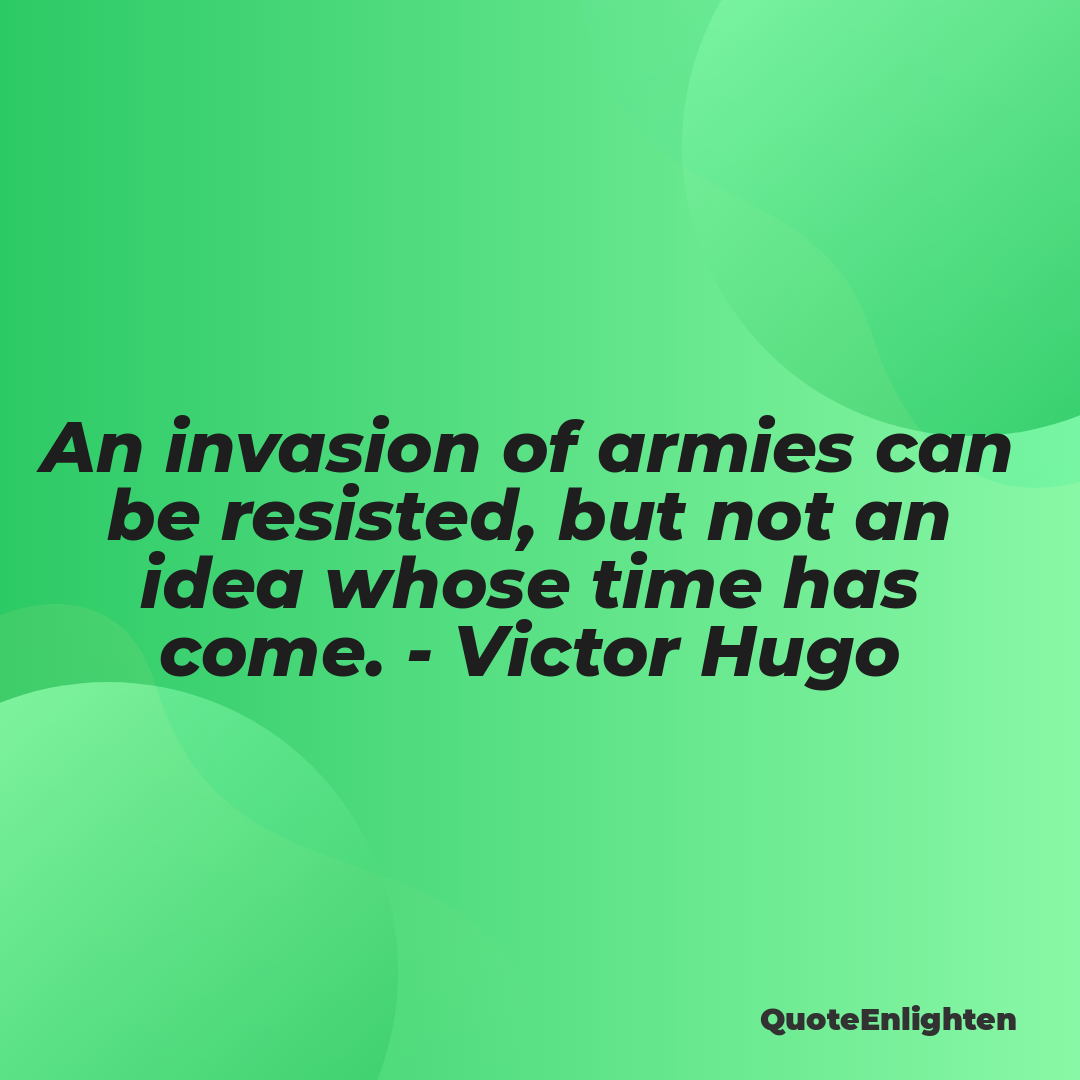 An invasion of armies can
be resisted, but not an
idea whose time has
come. - Victor Hugo
QuoteEnlighten